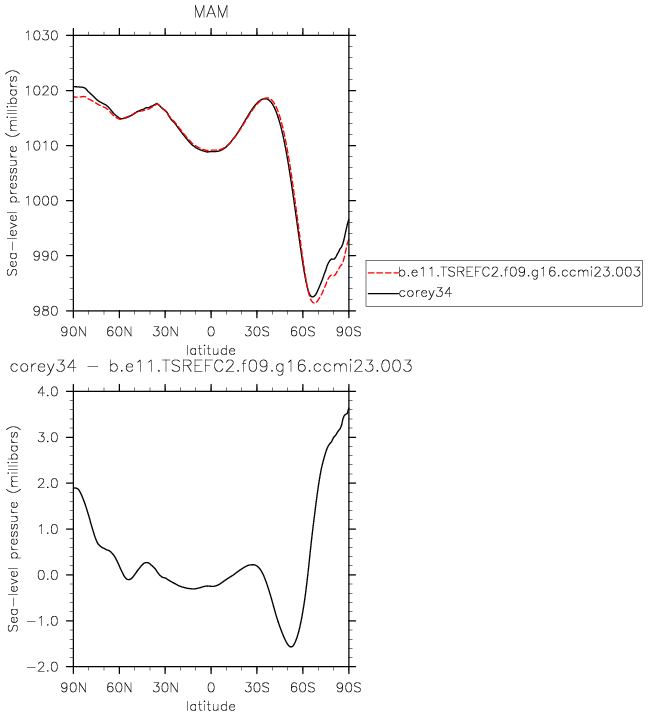 MAM
1030
1020
1010
1000
990
980
Sea-level pressure (millibars)
90N 60N 30N 0 30S 60S 90S
latitude
b.e11.TSREFC2.f09.g16.ccmi23.003
corey34
corey34 - b.e11.TSREFC2.f09.g16.ccmi23.003
4.0
3.0
2.0
1.0
0.0
-1.0
-2.0
Sea-level pressure (millibars)
90N 60N 30N 0 30S 60S 90S
latitude